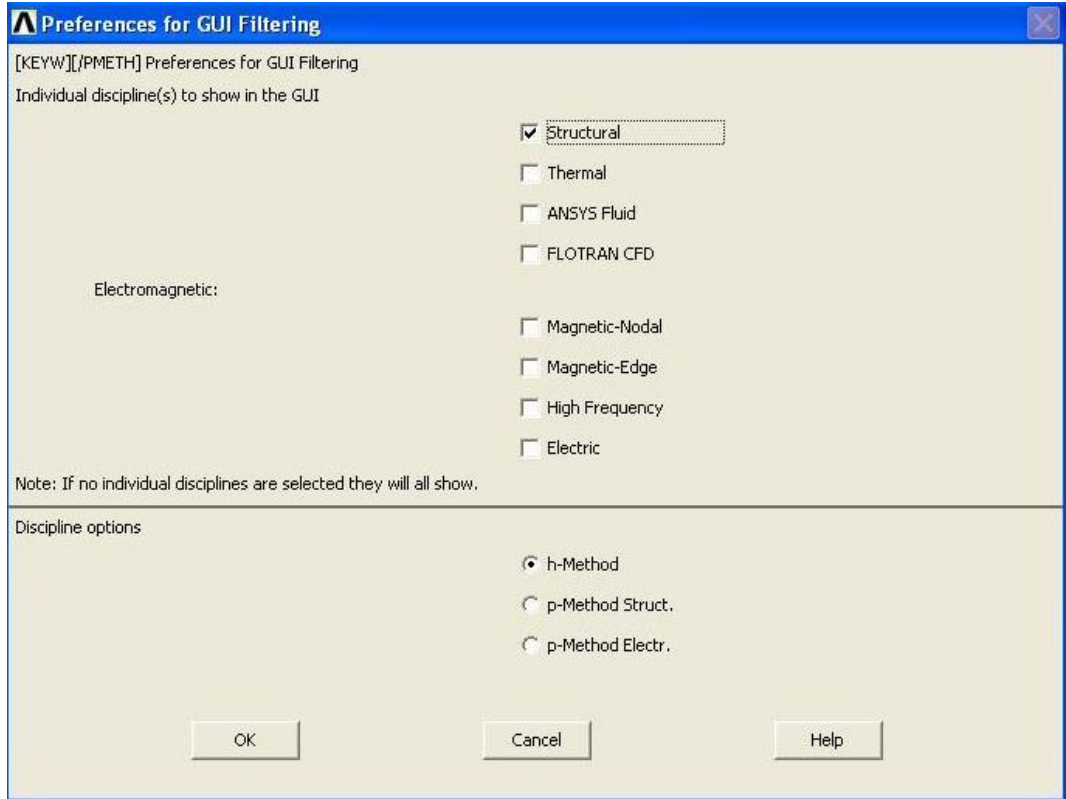 Preferences for GUI Filtering
[KEYW][/PMETH] Preferences for GUI Filtering
Individual discipline(s) to show in the GUI
Structural
Thermal
ANSYS Fluid
FLOTRAN CFD
Electromagnetic:
Magnetic-Nodal
Magnetic-Edge
High Frequency
Electric
Note: If no individual disciplines are selected they will all show.
Discipline options
h-Method
p-Method Struct.
p-Method Electr.
OK Cancel Help